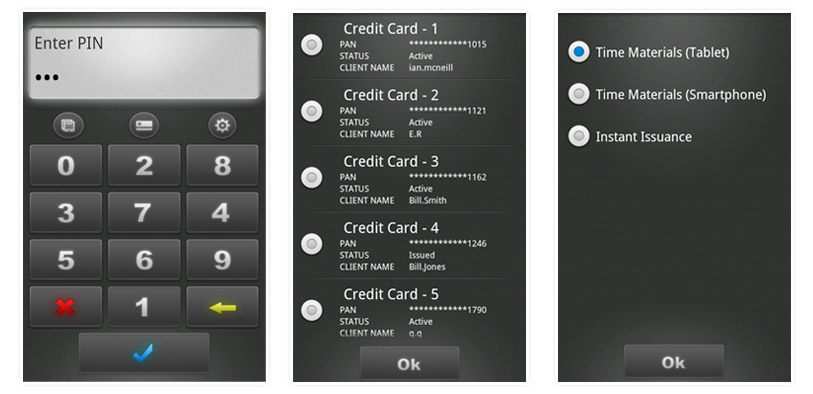 Enter PIN
•••
0 2 8
3 7 4
5 6 9
1
Credit Card - 1
PAN ************1015
STATUS Active
CLIENT NAME ian.mcneill
Credit Card - 2
PAN ************1121
STATUS Active
CLIENT NAME E.R
Credit Card - 3
PAN ************1162
STATUS Active
CLIENT NAME Bill.Smith
Credit Card - 4
PAN ************1246
STATUS Issued
CLIENT NAME Bill.Jones
Credit Card - 5
PAN ************1790
STATUS Active
CLIENT NAME q.q
Ok
Time Materials (Tablet)
Time Materials (Smartphone)
Instant Issuance
Ok